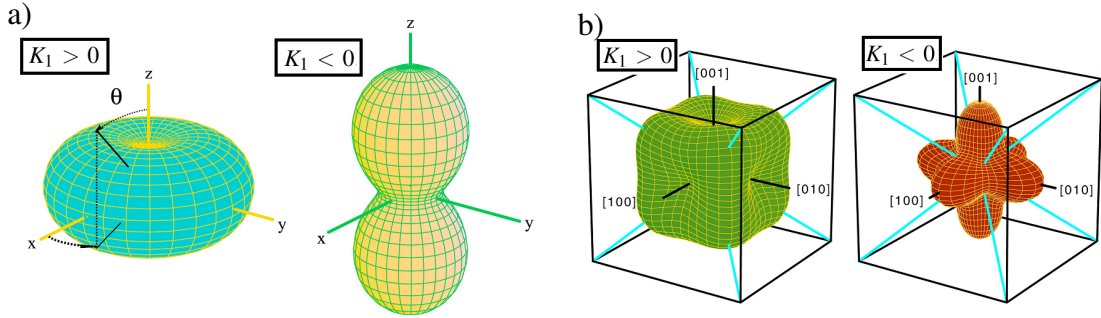 a)
K₁ > 0
z
θ
x
y
K₁ < 0
z
x
y
b)
K₁ > 0
[001]
[100]
[010]
K₁ < 0
[001]
[100]
[010]